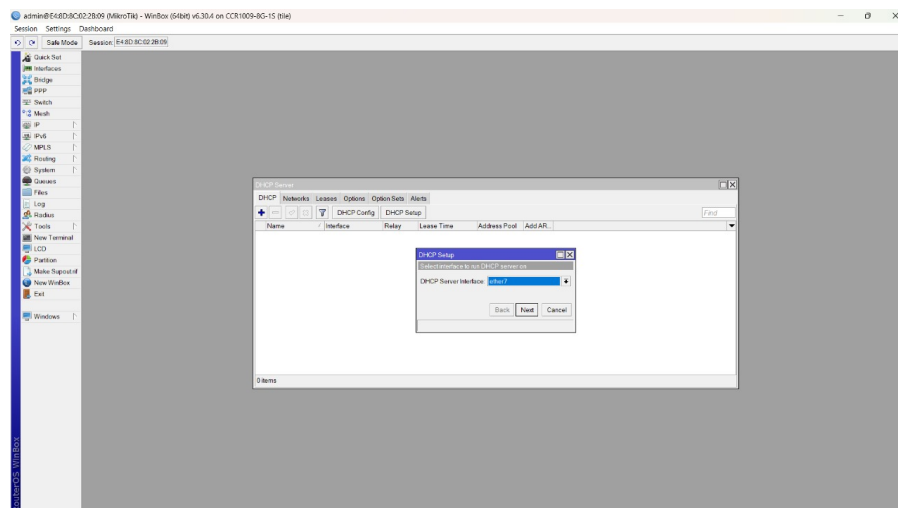 admin@E4:8D:8C:02:2B:09 (MikroTik) - WinBox (64bit) v6.30.4 on CCR1009-8G-1S (tile)
Session Settings Dashboard
Safe Mode Session: E4:8D:8C:02:2B:09
Quick Set
Interfaces
Bridge
PPP
Switch
Mesh
IP
IPv6
MPLS
Routing
System
Queues
Files
Log
Radius
Tools
New Terminal
LCD
Partition
Make Supout.rif
New WinBox
Exit
Windows
RouterOS WinBox
DHCP Server
DHCP Networks Leases Options Option Sets Alerts
DHCP Config DHCP Setup Find
Name Interface Relay Lease Time Address Pool Add AR...
DHCP Setup
Select interface to run DHCP server on
DHCP Server Interface: ether7
Back Next Cancel
0 items